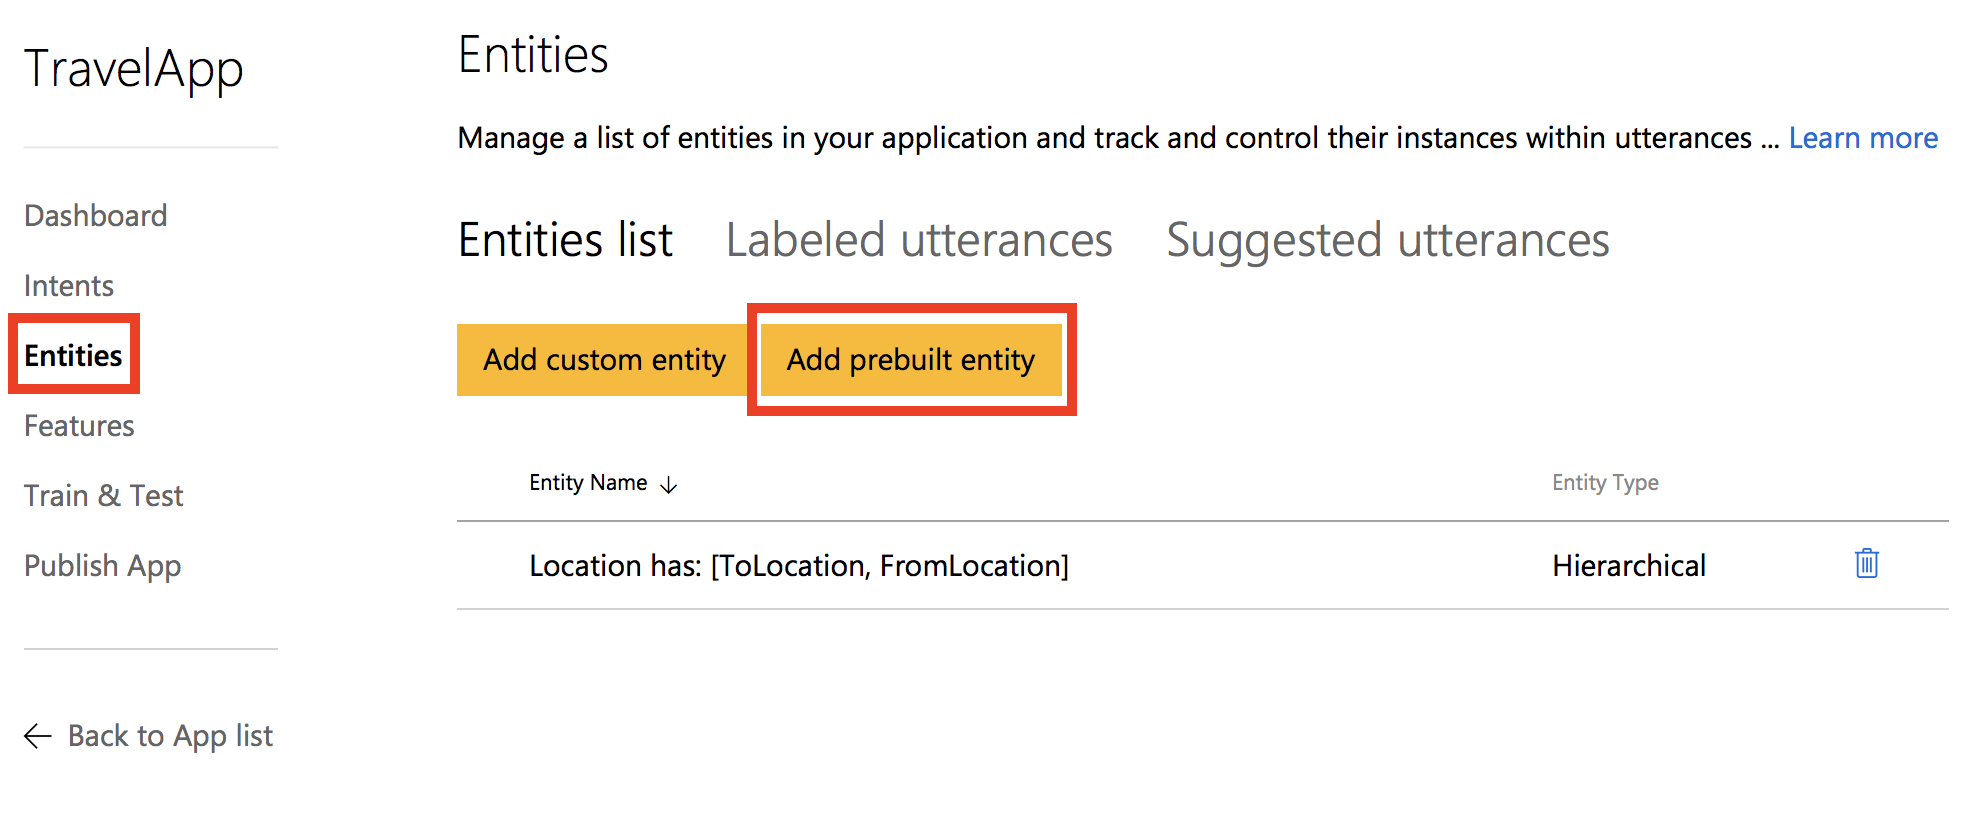 TravelApp
Dashboard
Intents
Entities
Features
Train & Test
Publish App
Back to App list
Entities
Manage a list of entities in your application and track and control their instances within utterances ... Learn more
Entities list Labeled utterances Suggested utterances
Add custom entity Add prebuilt entity
Entity Name Entity Type
Location has: [ToLocation, FromLocation] Hierarchical